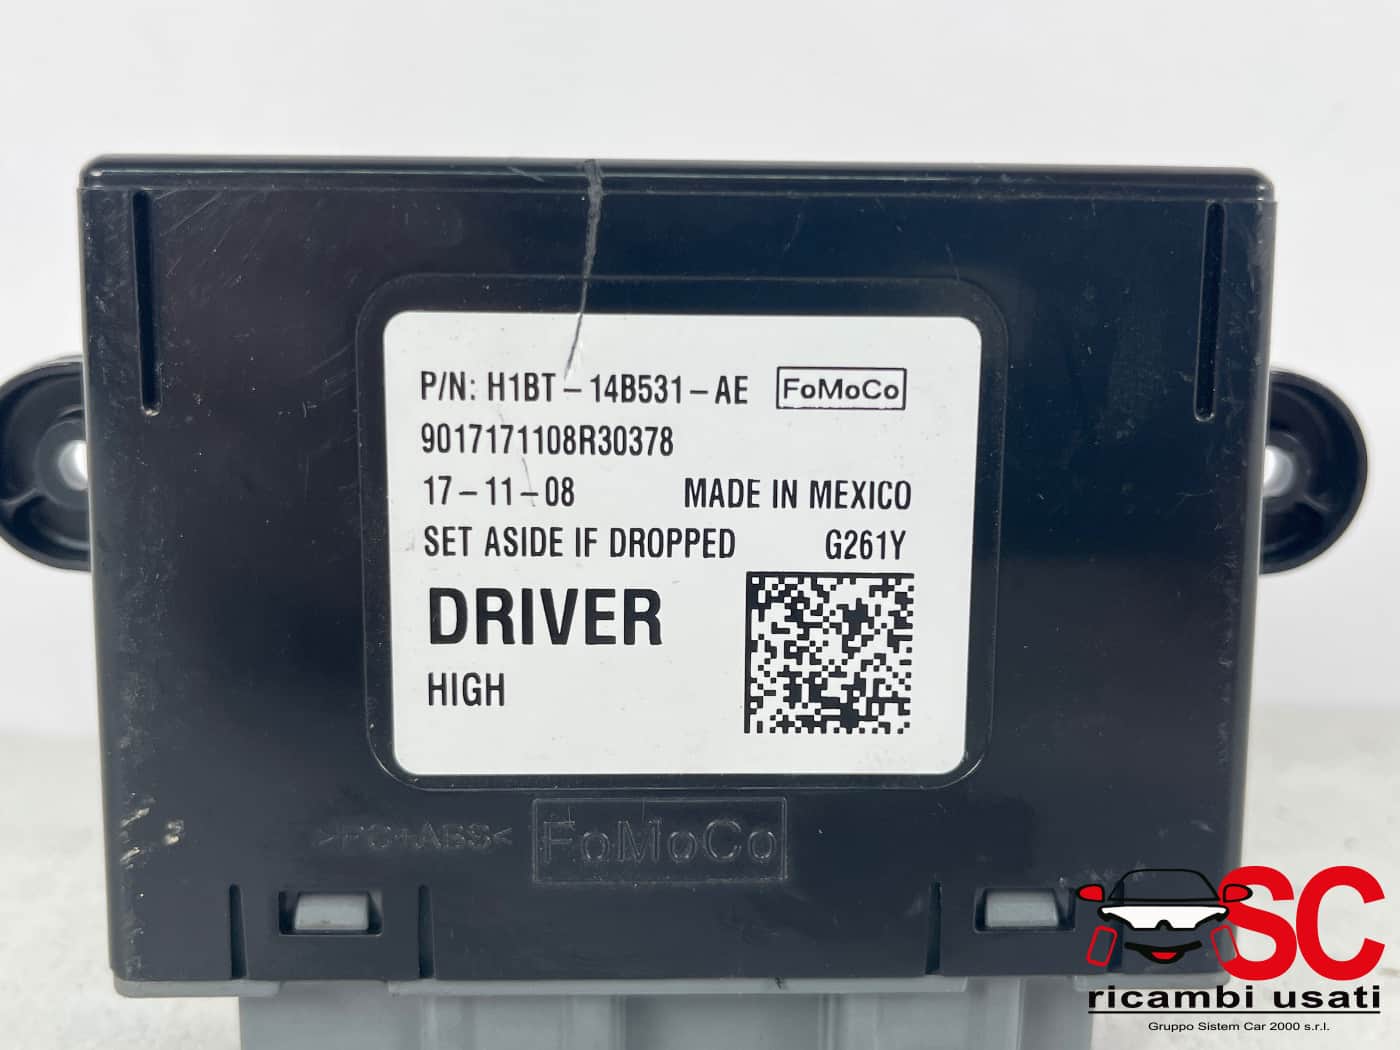 P/N: H1BT-14B531-AE FoMoCo
9017171108R30378
17-11-08 MADE IN MEXICO
SET ASIDE IF DROPPED G261Y
DRIVER
HIGH
>PC+ABS< FoMoCo
SC
ricambi usati
Gruppo Sistem Car 2000 s.r.l.